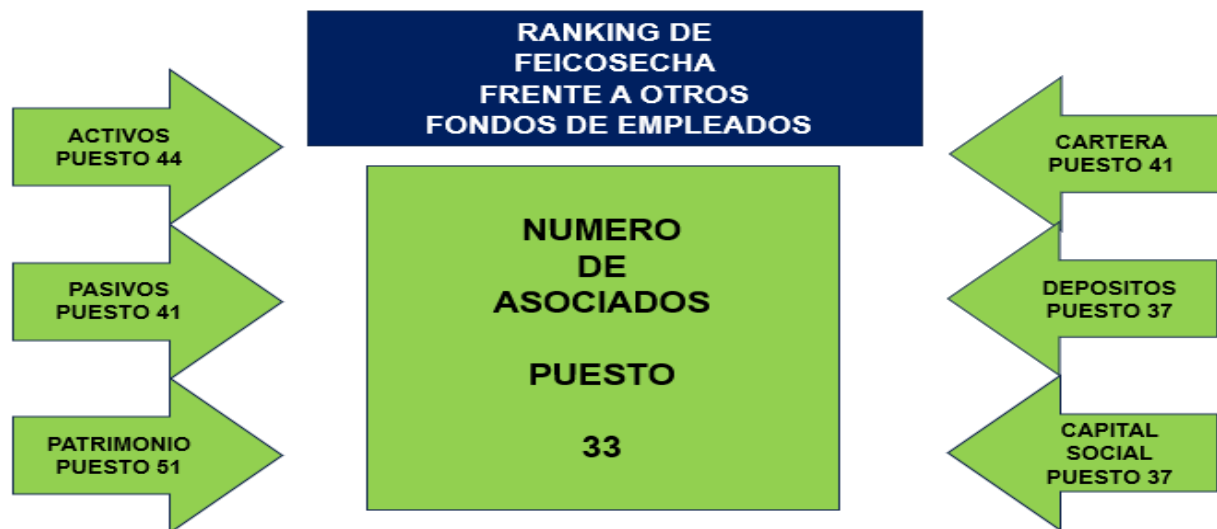 RANKING DE
FEICOSECHA
FRENTE A OTROS
FONDOS DE EMPLEADOS
ACTIVOS
PUESTO 44
PASIVOS
PUESTO 41
PATRIMONIO
PUESTO 51
NUMERO
DE
ASOCIADOS
PUESTO
33
CARTERA
PUESTO 41
DEPOSITOS
PUESTO 37
CAPITAL
SOCIAL
PUESTO 37